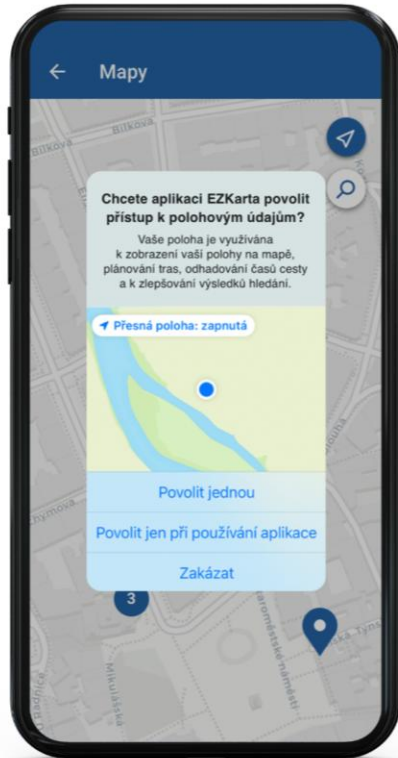 Mapy
Bílkova
Bílkova
Chcete aplikaci EZKarta povolit
přístup k polohovým údajům?
Vaše poloha je využívána
k zobrazení vaší polohy na mapě,
plánování tras, odhadování časů cesty
a k zlepšování výsledků hledání.
Přesná poloha: zapnutá
Povolit jednou
Povolit jen při používání aplikace
Zakázat
3
Mikulášská